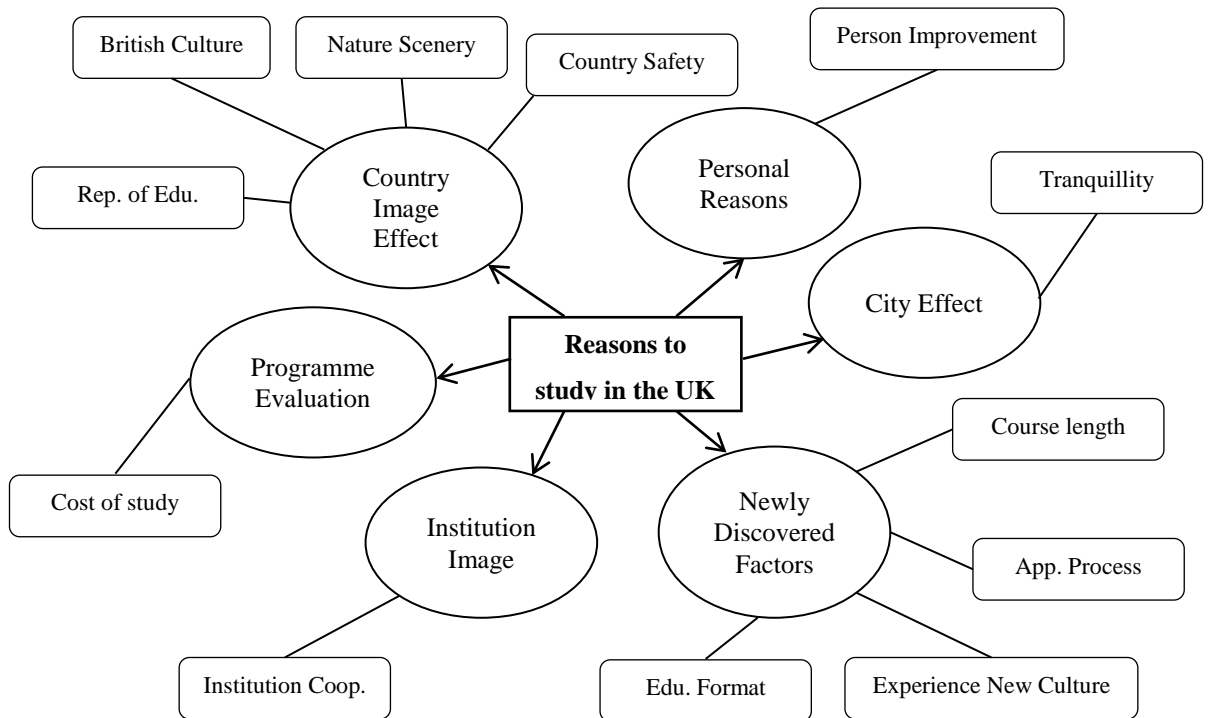 British Culture
Nature Scenery
Country Safety
Person Improvement
Rep. of Edu.
Country
Image
Effect
Personal
Reasons
Tranquillity
City Effect
Reasons to
study in the UK
Programme
Evaluation
Cost of study
Institution
Image
Newly
Discovered
Factors
Course length
App. Process
Institution Coop.
Edu. Format
Experience New Culture